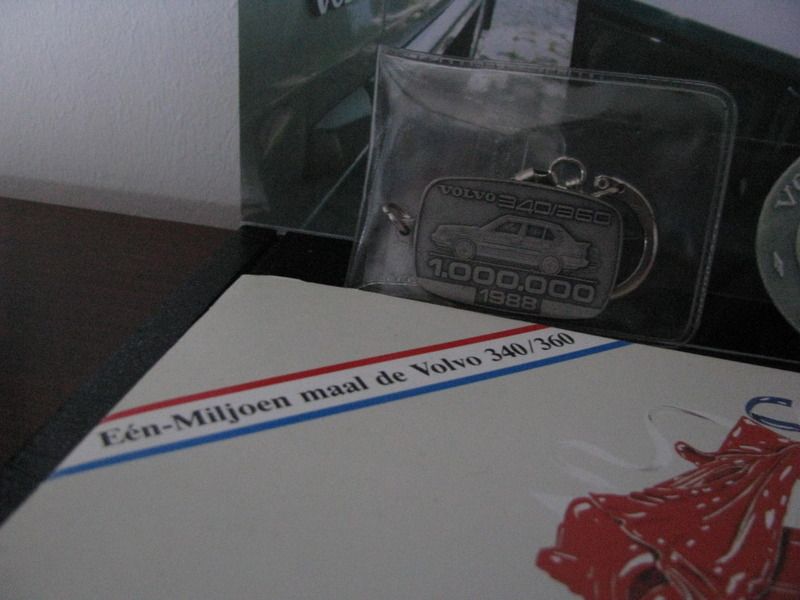 VOLVO 340/360
1.000.000
1988
Eén-Miljoen maal de Volvo 340/360